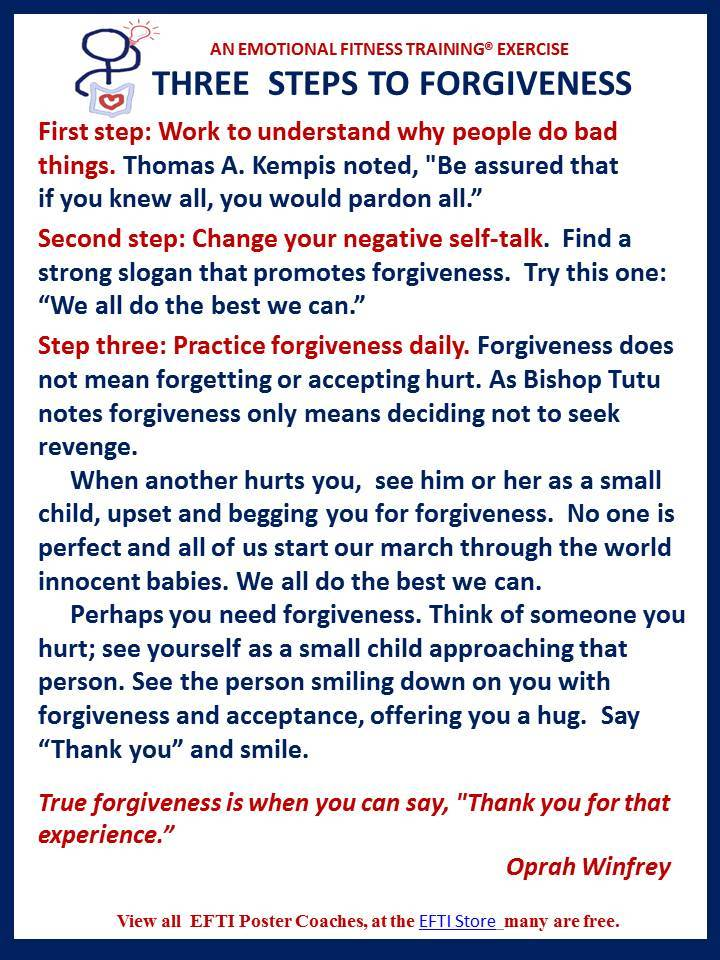 AN EMOTIONAL FITNESS TRAINING® EXERCISE
THREE STEPS TO FORGIVENESS
First step: Work to understand why people do bad
things. Thomas A. Kempis noted, "Be assured that
if you knew all, you would pardon all.”
Second step: Change your negative self-talk. Find a
strong slogan that promotes forgiveness. Try this one:
“We all do the best we can.”
Step three: Practice forgiveness daily. Forgiveness does
not mean forgetting or accepting hurt. As Bishop Tutu
notes forgiveness only means deciding not to seek
revenge.
When another hurts you, see him or her as a small
child, upset and begging you for forgiveness. No one is
perfect and all of us start our march through the world
innocent babies. We all do the best we can.
Perhaps you need forgiveness. Think of someone you
hurt; see yourself as a small child approaching that
person. See the person smiling down on you with
forgiveness and acceptance, offering you a hug. Say
“Thank you” and smile.
True forgiveness is when you can say, "Thank you for that
experience.”
Oprah Winfrey
View all EFTI Poster Coaches, at the EFTI Store many are free.